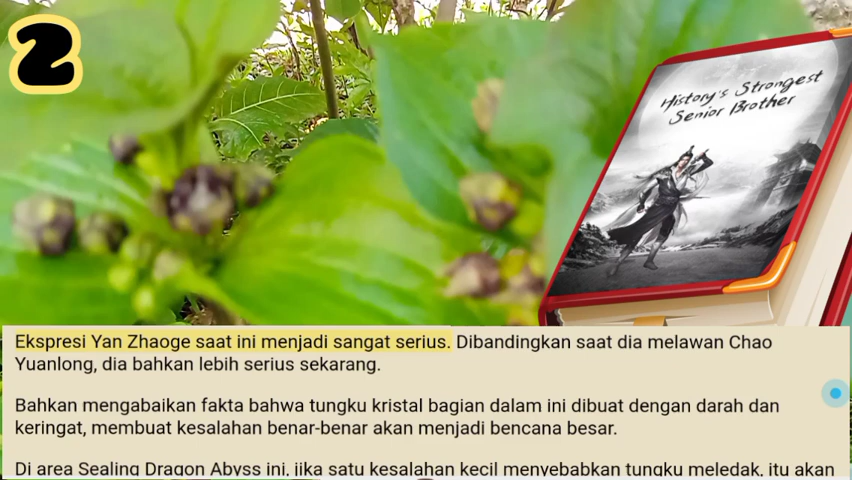 2
History's Strongest
Senior Brother
Ekspresi Yan Zhaoge saat ini menjadi sangat serius. Dibandingkan saat dia melawan Chao
Yuanlong, dia bahkan lebih serius sekarang.
Bahkan mengabaikan fakta bahwa tungku kristal bagian dalam ini dibuat dengan darah dan
keringat, membuat kesalahan benar-benar akan menjadi bencana besar.
Di area Sealing Dragon Abyss ini, jika satu kesalahan kecil menyebabkan tungku meledak, itu akan